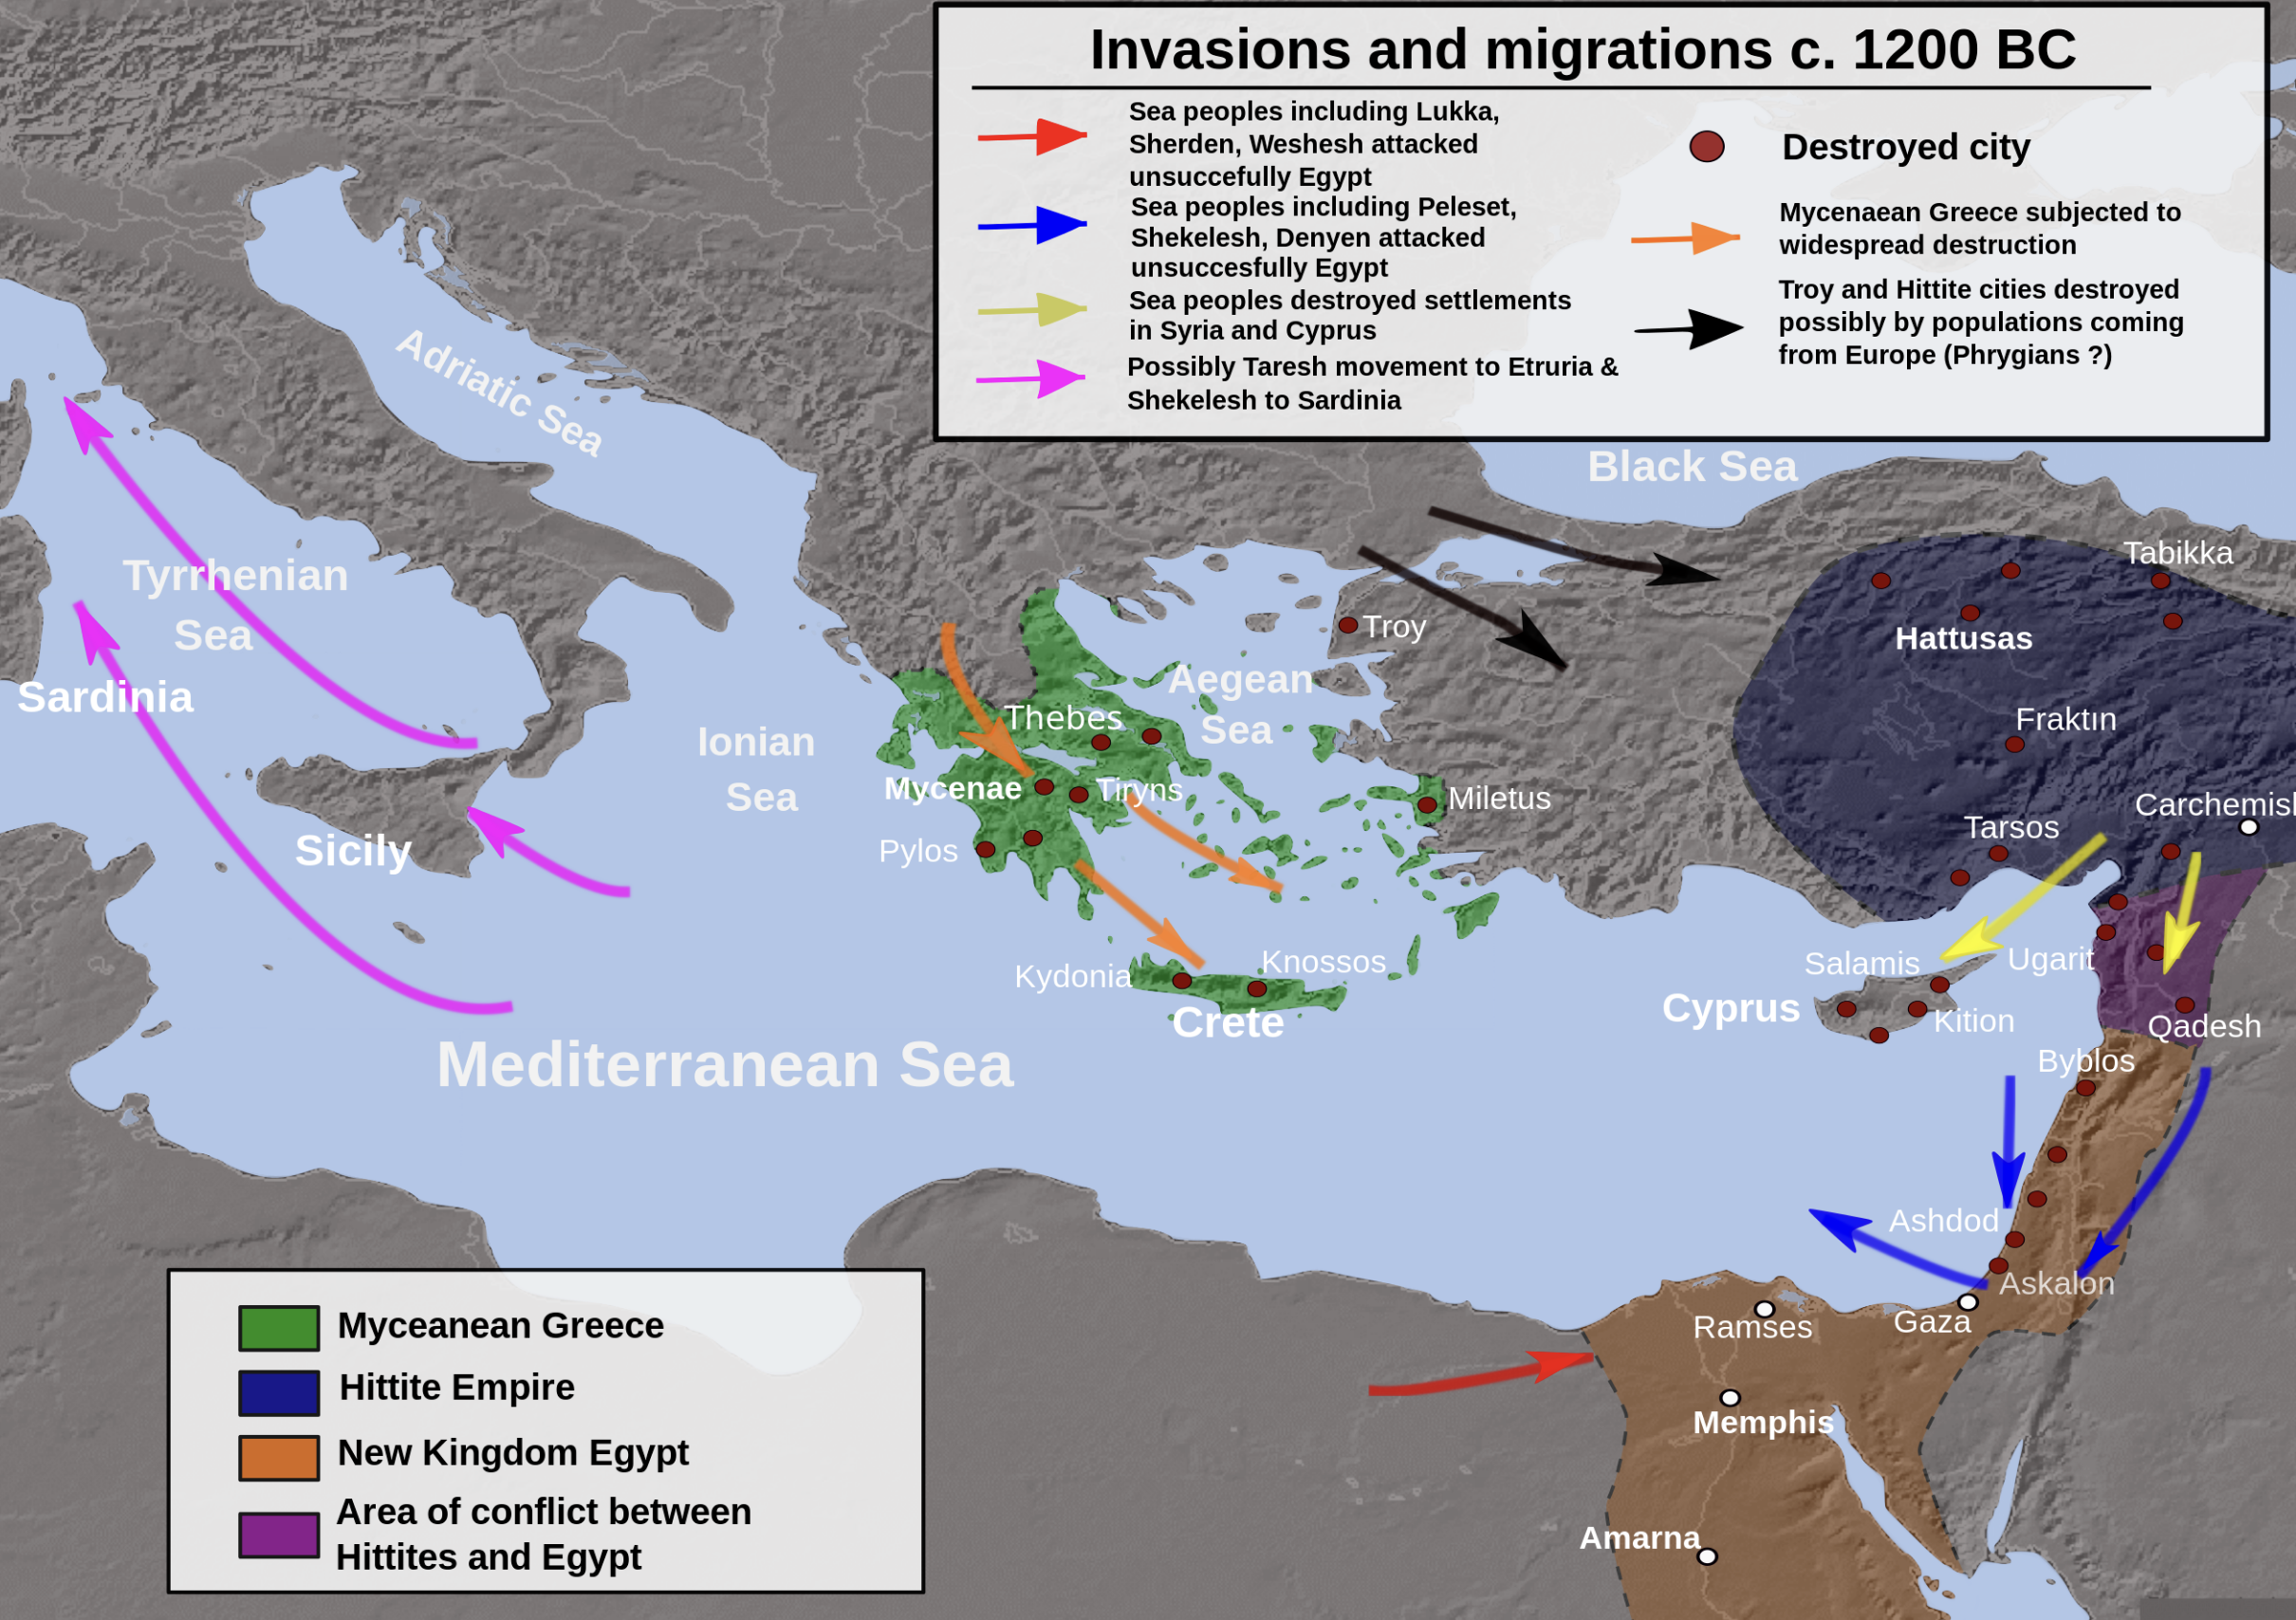 Invasions and migrations c. 1200 BC
Sea peoples including Lukka,
Sherden, Weshesh attacked
unsuccefully Egypt
Sea peoples including Peleset,
Shekelesh, Denyen attacked
unsuccesfully Egypt
Sea peoples destroyed settlements
in Syria and Cyprus
Possibly Taresh movement to Etruria &
Shekelesh to Sardinia
Destroyed city
Mycenaean Greece subjected to
widespread destruction
Troy and Hittite cities destroyed
possibly by populations coming
from Europe (Phrygians ?)
Adriatic Sea
Black Sea
Tabikka
Tyrrhenian
Sea
Troy
Hattusas
Sardinia
Aegean
Sea
Thebes
Fraktın
Ionian
Sea
Mycenae
Tiryns
Miletus
Carchemish
Tarsos
Sicily
Pylos
Kydonia
Knossos
Salamis
Ugarit
Crete
Cyprus
Kition
Qadesh
Mediterranean Sea
Byblos
Ashdod
Askalon
Ramses
Gaza
Memphis
Amarna
Myceanean Greece
Hittite Empire
New Kingdom Egypt
Area of conflict between
Hittites and Egypt